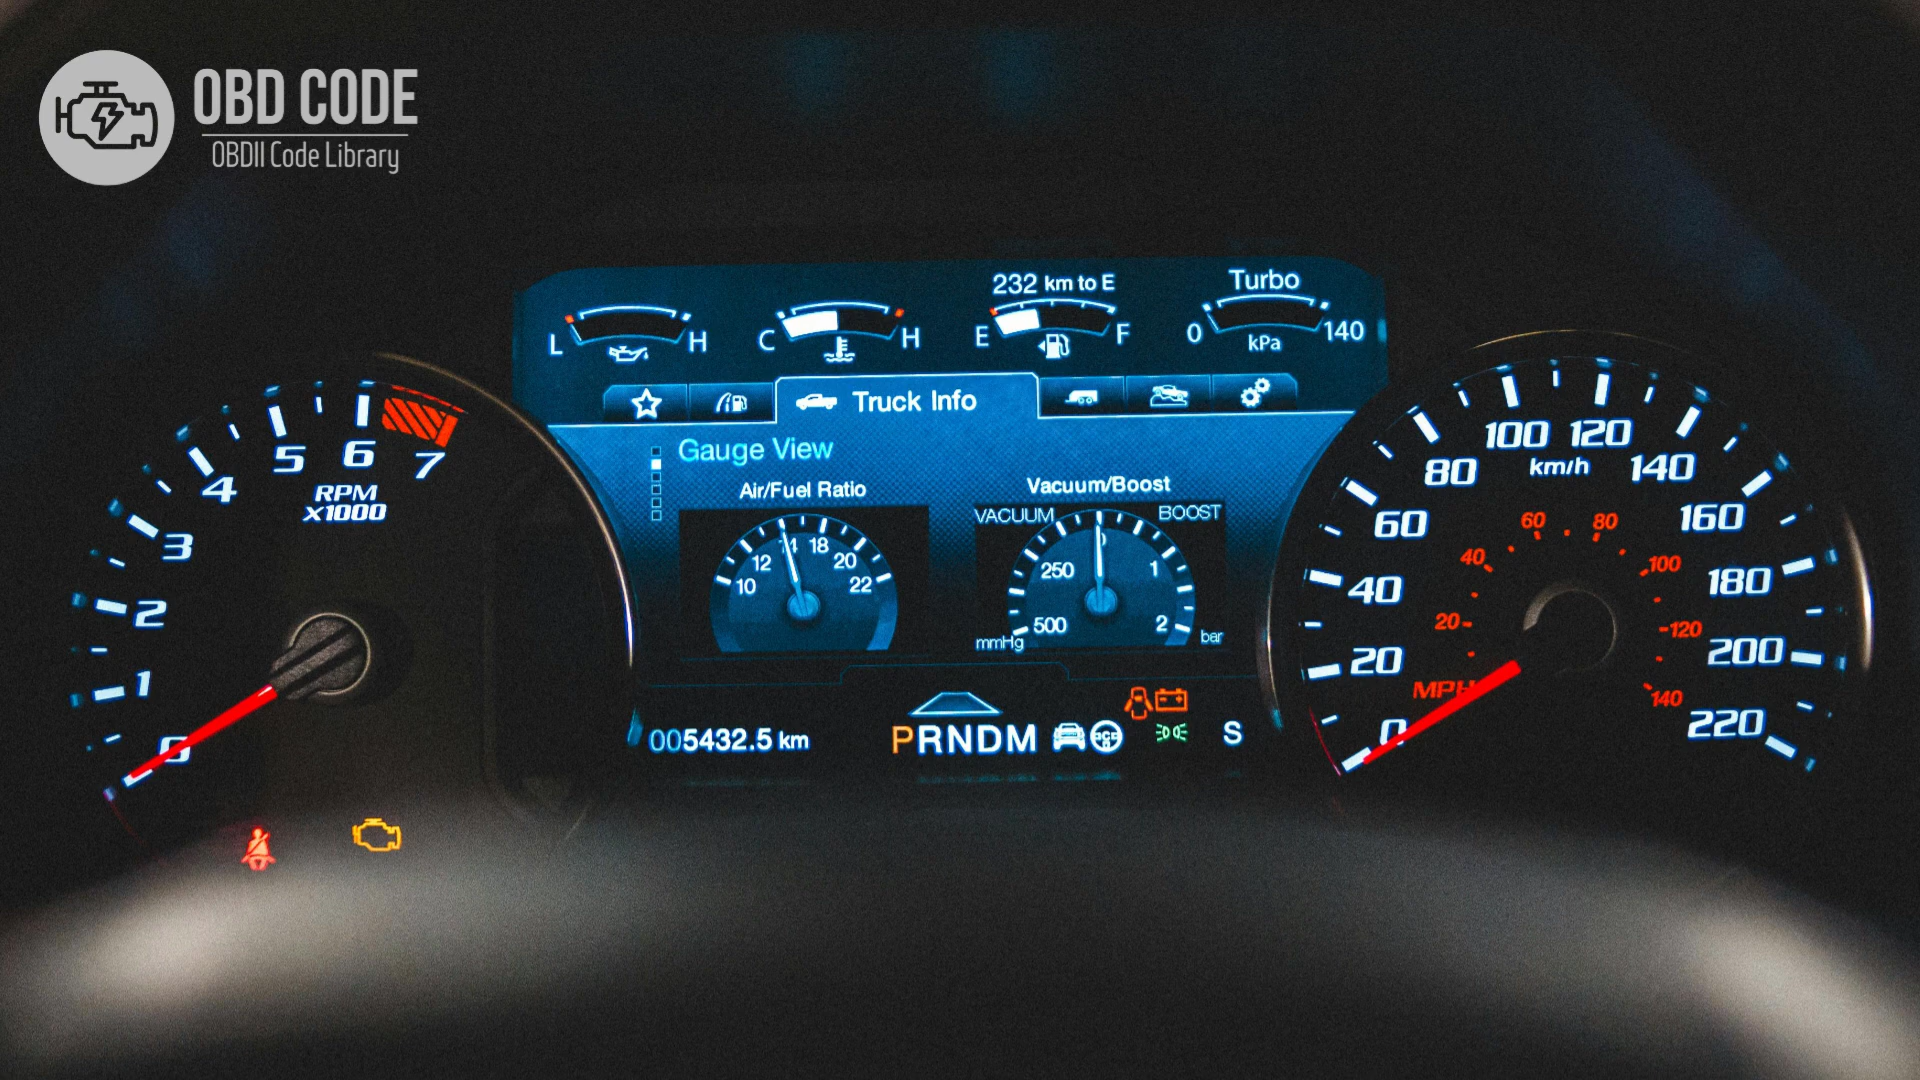 OBD CODE
OBDII Code Library
232 km to E
Turbo
L H
C H
E F
0 140
kPa
Truck Info
Gauge View
Air/Fuel Ratio
Vacuum/Boost
VACUUM BOOST
10 12 14 18 20 22
500 250 0 1 2
mmHg bar
0 1 2 3 4 5 6 7
RPM
X1000
0 20 40 60 80 100 120 140 160 180 200 220
km/h
20 40 60 80 100 120 140
MPH
005432.5 km
PRNDM
S